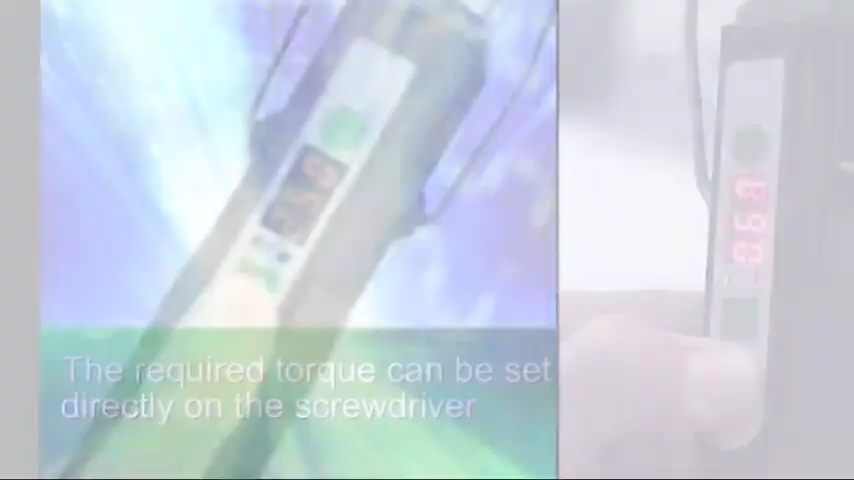 The required torque can be set
directly on the screwdriver